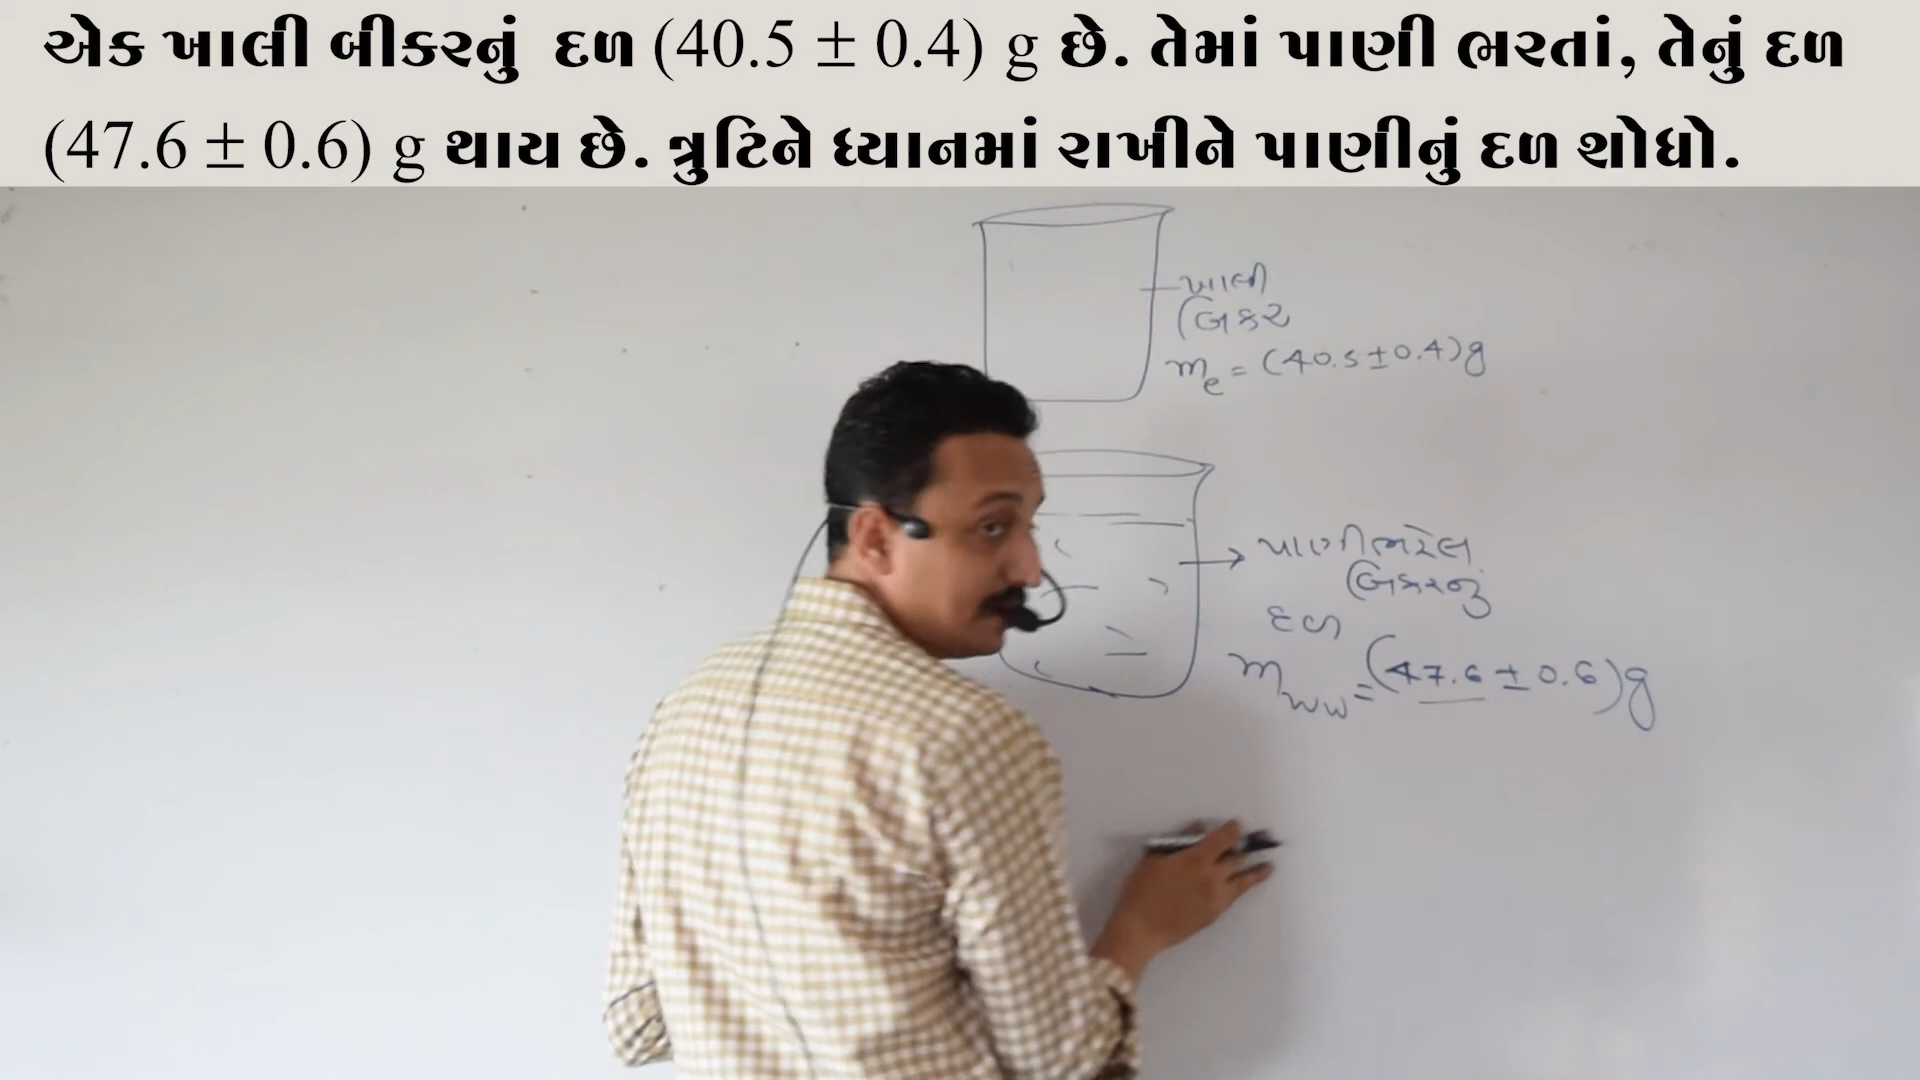 એક ખાલી બીકરનું દળ (40.5 ± 0.4) g છે. તેમાં પાણી ભરતાં, તેનું દળ
(47.6 ± 0.6) g થાય છે. ત્રુટિને ધ્યાનમાં રાખીને પાણીનું દળ શોધો.
ખાલી
બિકર
mₑ = (40.5 ± 0.4) g
પાણી ભરેલ
બિકરનું
દળ
m_ww = (47.6 ± 0.6) g